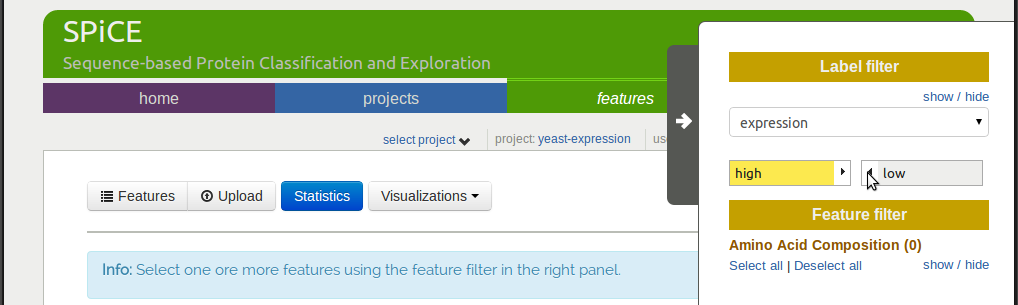 SPiCE
Sequence-based Protein Classification and Exploration
home projects features
select project project: yeast-expression
Features Upload Statistics Visualizations
Info: Select one ore more features using the feature filter in the right panel.
Label filter
show / hide
expression
high low
Feature filter
Amino Acid Composition (0)
Select all | Deselect all show / hide